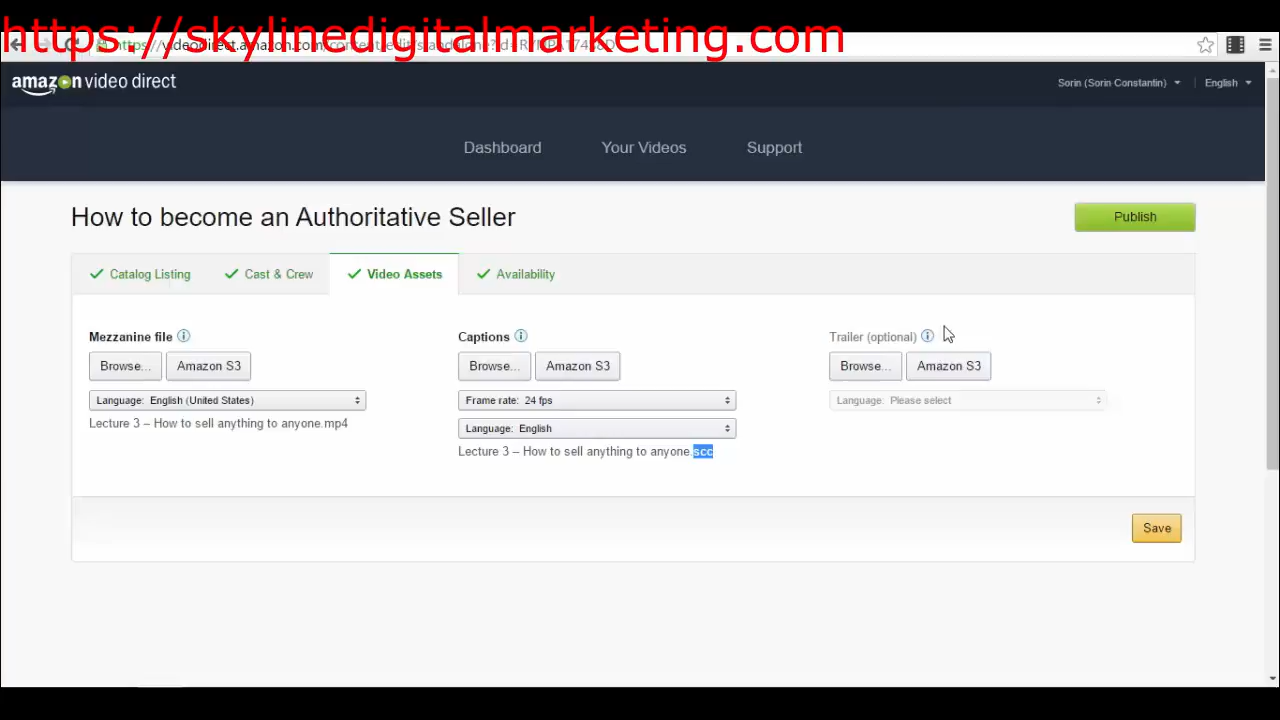 https://skylinedigitalmarketing.com
amazon video direct
Sorin (Sorin Constantin)
English
Dashboard
Your Videos
Support
How to become an Authoritative Seller
Publish
Catalog Listing
Cast & Crew
Video Assets
Availability
Mezzanine file
Captions
Trailer (optional)
Browse...
Amazon S3
Browse...
Amazon S3
Browse...
Amazon S3
Language: English (United States)
Frame rate: 24 fps
Language: Please select
Lecture 3 – How to sell anything to anyone.mp4
Language: English
Lecture 3 – How to sell anything to anyone.scc
Save